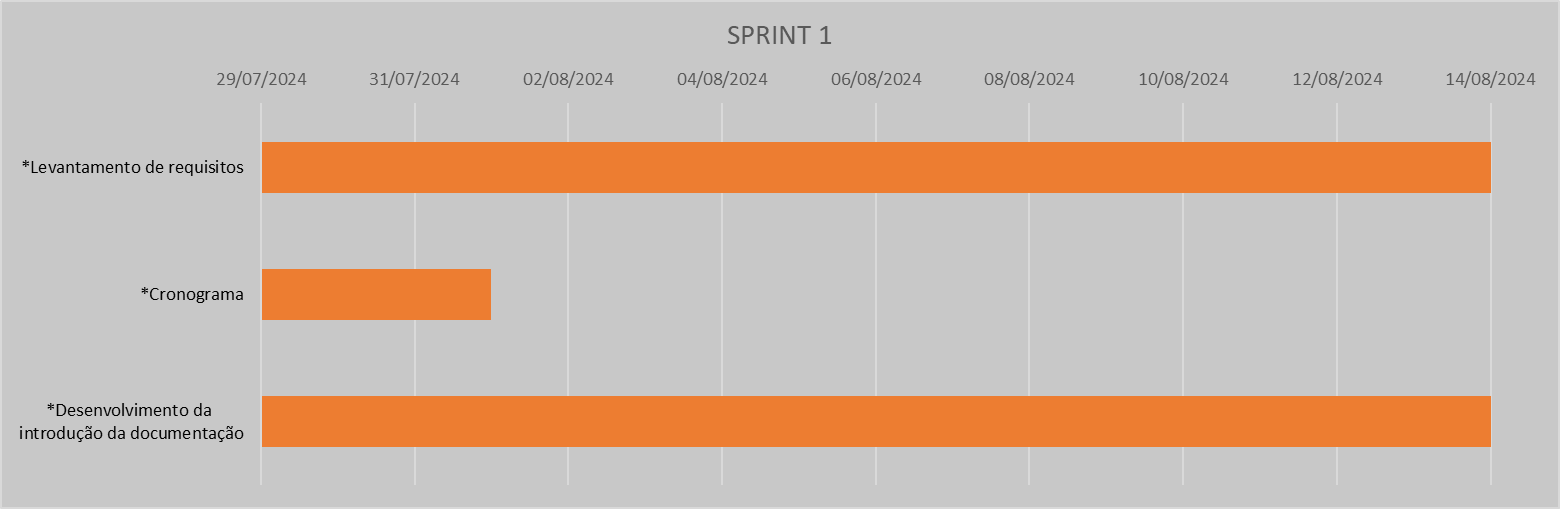 SPRINT 1
29/07/2024 31/07/2024 02/08/2024 04/08/2024 06/08/2024 08/08/2024 10/08/2024 12/08/2024 14/08/2024
*Levantamento de requisitos
*Cronograma
*Desenvolvimento da
introdução da documentação